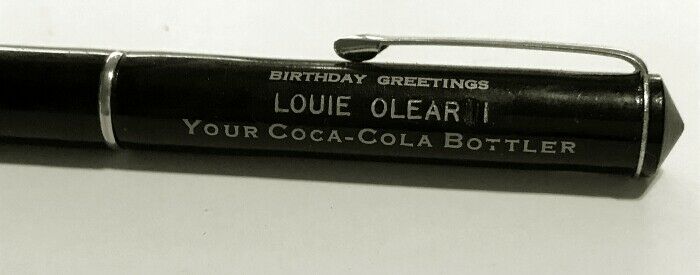 BIRTHDAY GREETINGS
LOUIE
YOUR COCA-COLA BOTTLER